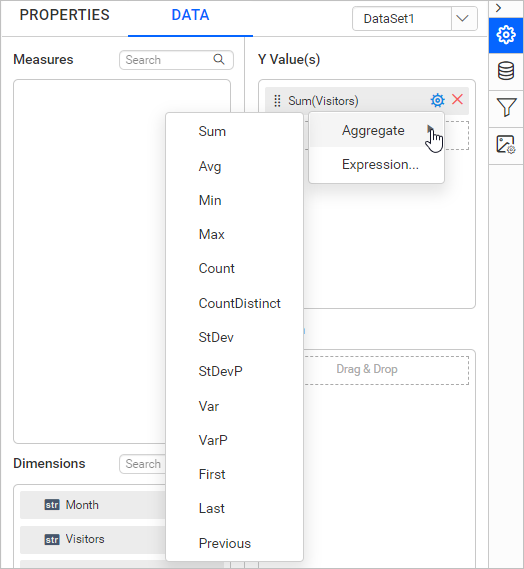 PROPERTIES
DATA
DataSet1
Measures
Search
Y Value(s)
Sum(Visitors)
Aggregate
Expression...
Sum
Avg
Min
Max
Count
CountDistinct
StDev
StDevP
Var
VarP
First
Last
Previous
Drag & Drop
Dimensions
Search
str Month
str Visitors